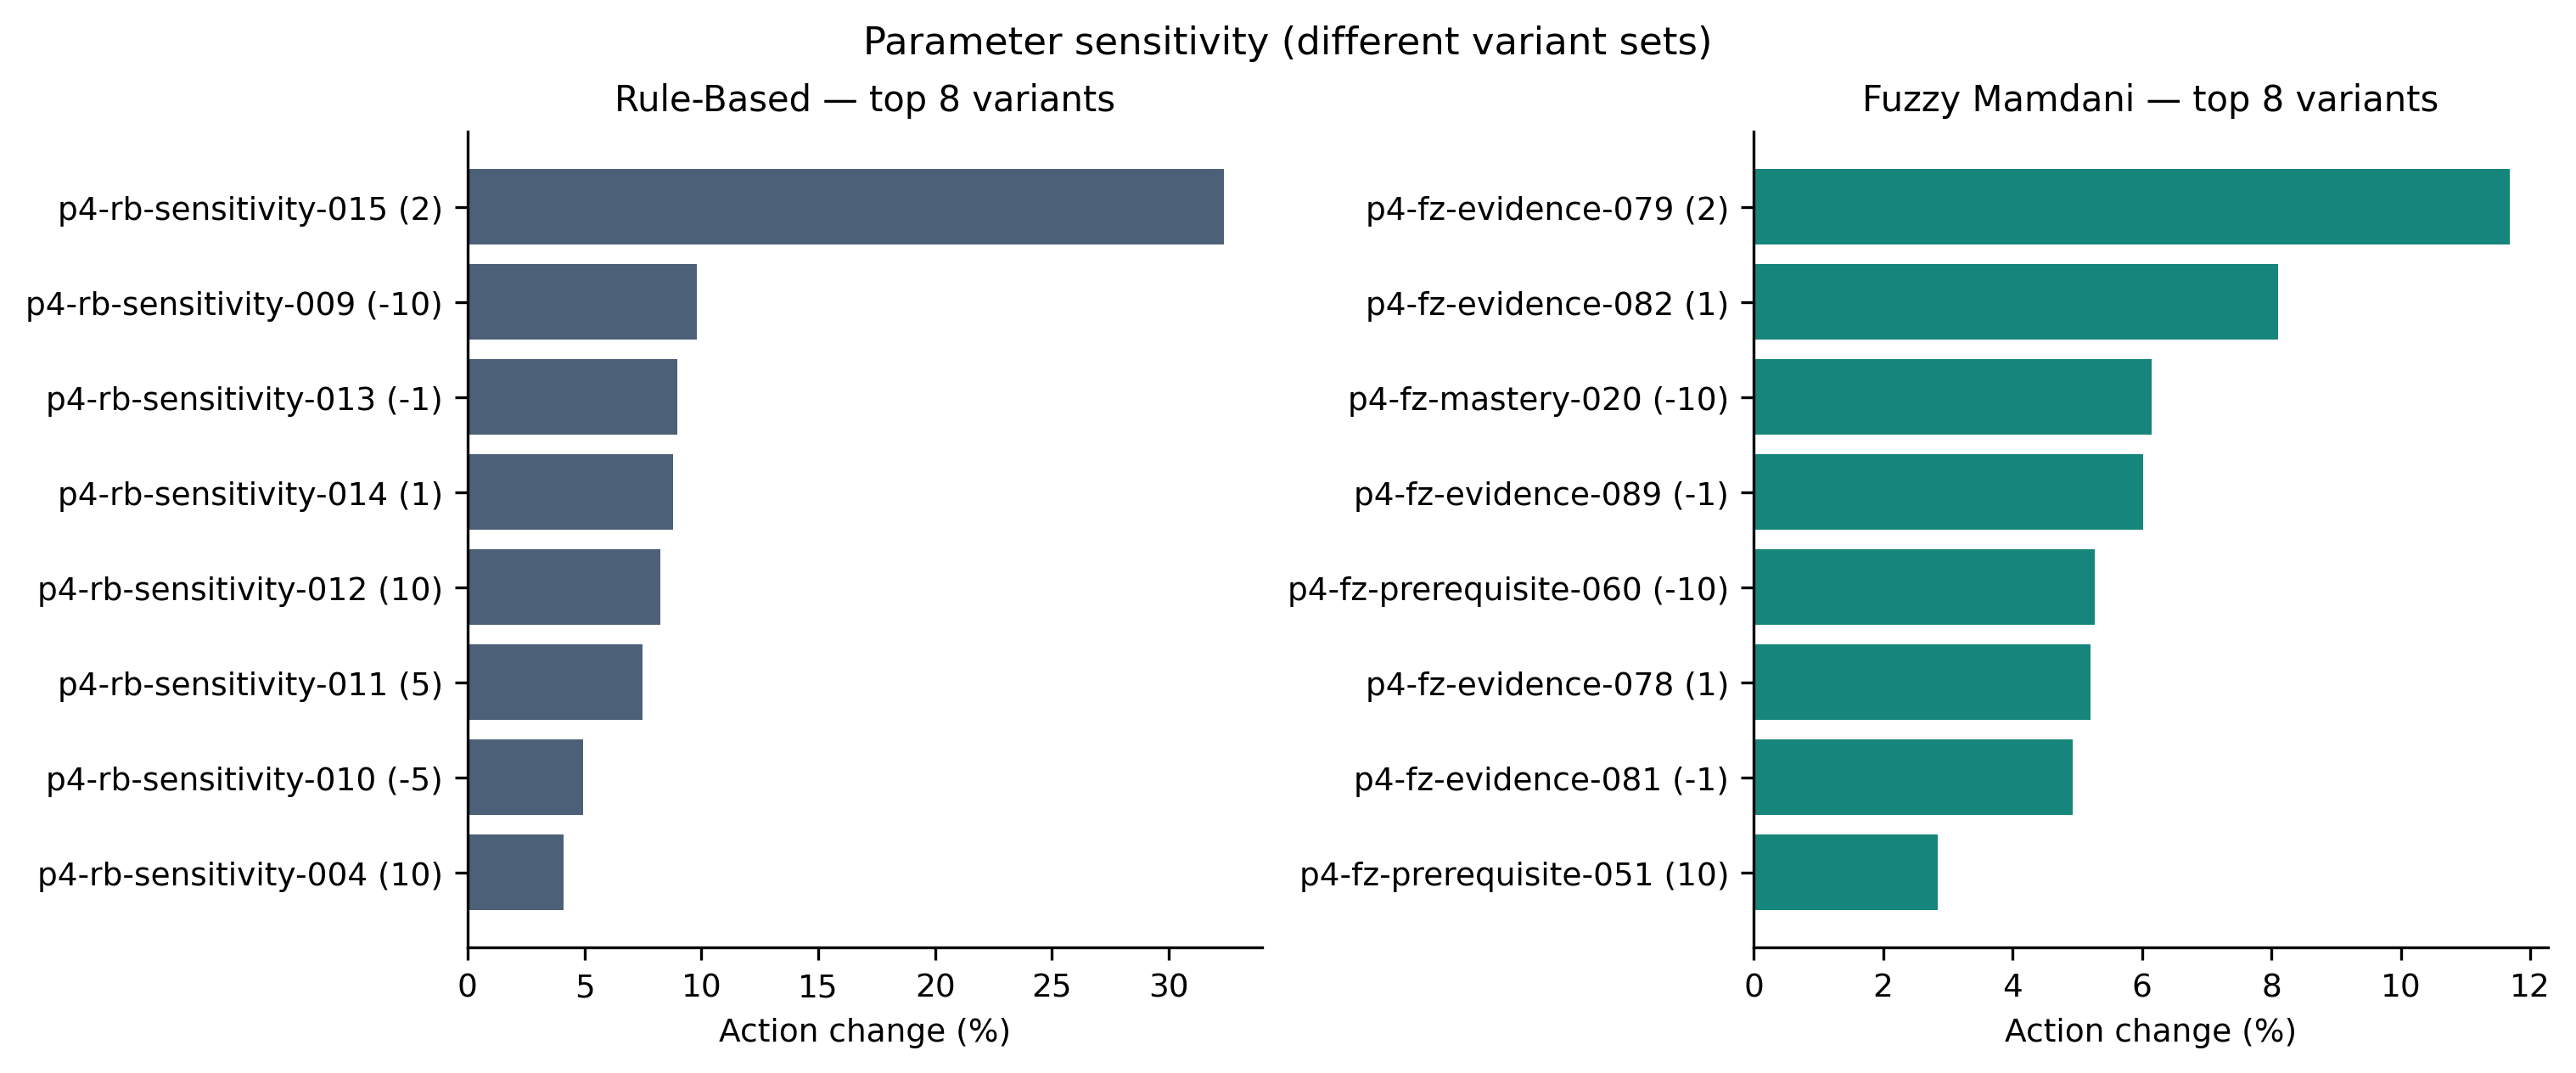 Parameter sensitivity (different variant sets)
Rule-Based — top 8 variants
p4-rb-sensitivity-015 (2)
p4-rb-sensitivity-009 (-10)
p4-rb-sensitivity-013 (-1)
p4-rb-sensitivity-014 (1)
p4-rb-sensitivity-012 (10)
p4-rb-sensitivity-011 (5)
p4-rb-sensitivity-010 (-5)
p4-rb-sensitivity-004 (10)
0 5 10 15 20 25 30
Action change (%)
Fuzzy Mamdani — top 8 variants
p4-fz-evidence-079 (2)
p4-fz-evidence-082 (1)
p4-fz-mastery-020 (-10)
p4-fz-evidence-089 (-1)
p4-fz-prerequisite-060 (-10)
p4-fz-evidence-078 (1)
p4-fz-evidence-081 (-1)
p4-fz-prerequisite-051 (10)
0 2 4 6 8 10 12
Action change (%)